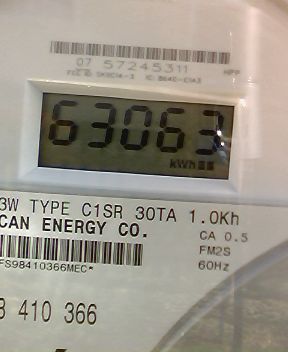 07 57245311
63063
kWh
3W TYPE C1SR 30TA 1.0Kh
CAN ENERGY CO.
CA 0.5
FM2S
60Hz
FS98410366MEC*
410 366